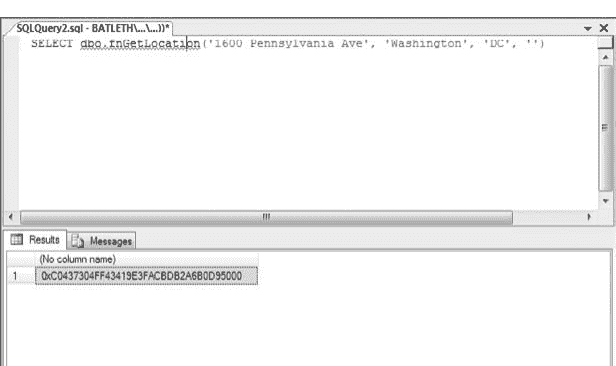 SQLQuery2.sql - BATLETH\...\...))*
SELECT dbo.fnGetLocation('1600 Pennsylvania Ave', 'Washington', 'DC', '')
Results Messages
(No column name)
1 0xC0437304FF43419E3FACBDB2A6B0D95000